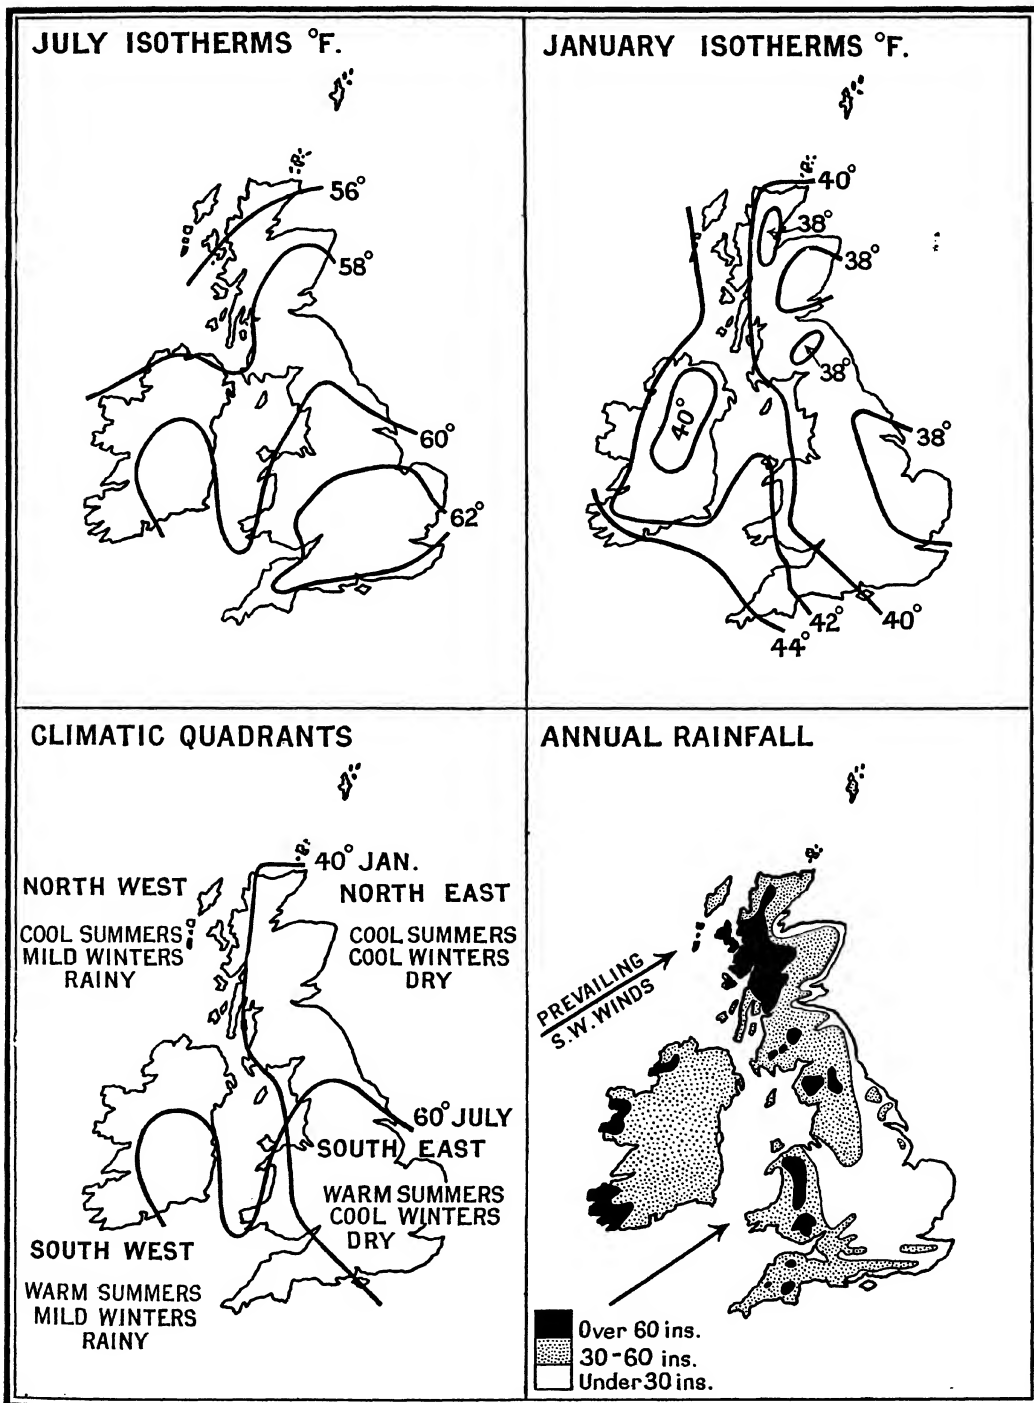 JULY ISOTHERMS °F.
56°
58°
60°
62°
JANUARY ISOTHERMS °F.
40°
38°
38°
38°
40°
38°
42°
40°
44°
CLIMATIC QUADRANTS
40° JAN.
NORTH WEST
COOL SUMMERS
MILD WINTERS
RAINY
NORTH EAST
COOL SUMMERS
COOL WINTERS
DRY
60° JULY
SOUTH EAST
WARM SUMMERS
COOL WINTERS
DRY
SOUTH WEST
WARM SUMMERS
MILD WINTERS
RAINY
ANNUAL RAINFALL
PREVAILING
S.W. WINDS
Over 60 ins.
30-60 ins.
Under 30 ins.